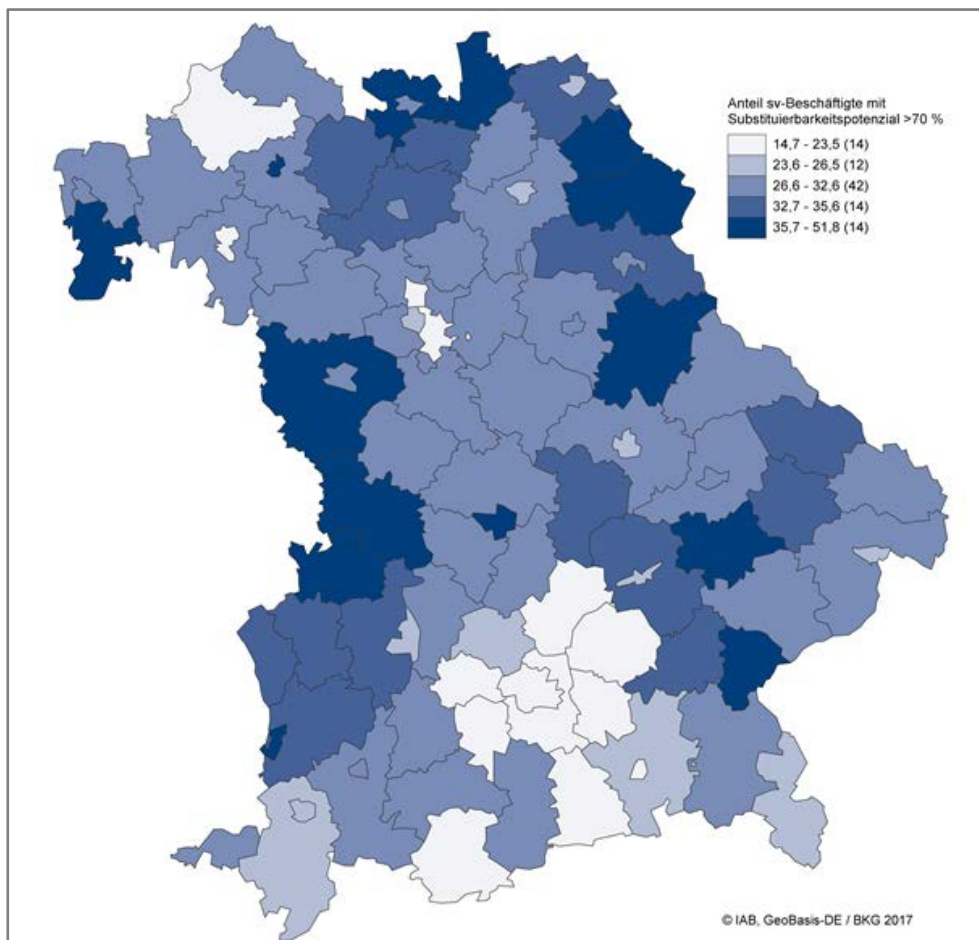 Anteil sv-Beschäftigte mit
Substituierbarkeitspotenzial >70 %
14,7 - 23,5 (14)
23,6 - 26,5 (12)
26,6 - 32,6 (42)
32,7 - 35,6 (14)
35,7 - 51,8 (14)
© IAB, GeoBasis-DE / BKG 2017